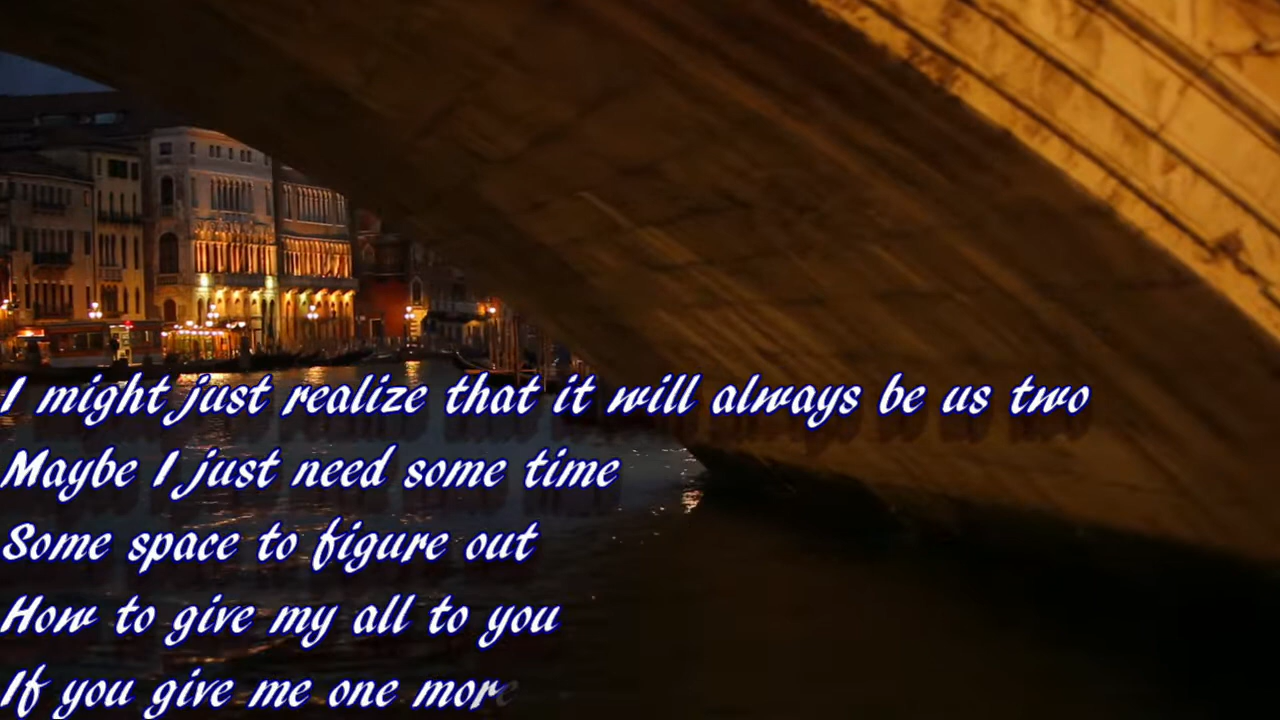 I might just realize that it will always be us two
Maybe I just need some time
Some space to figure out
How to give my all to you
If you give me one more